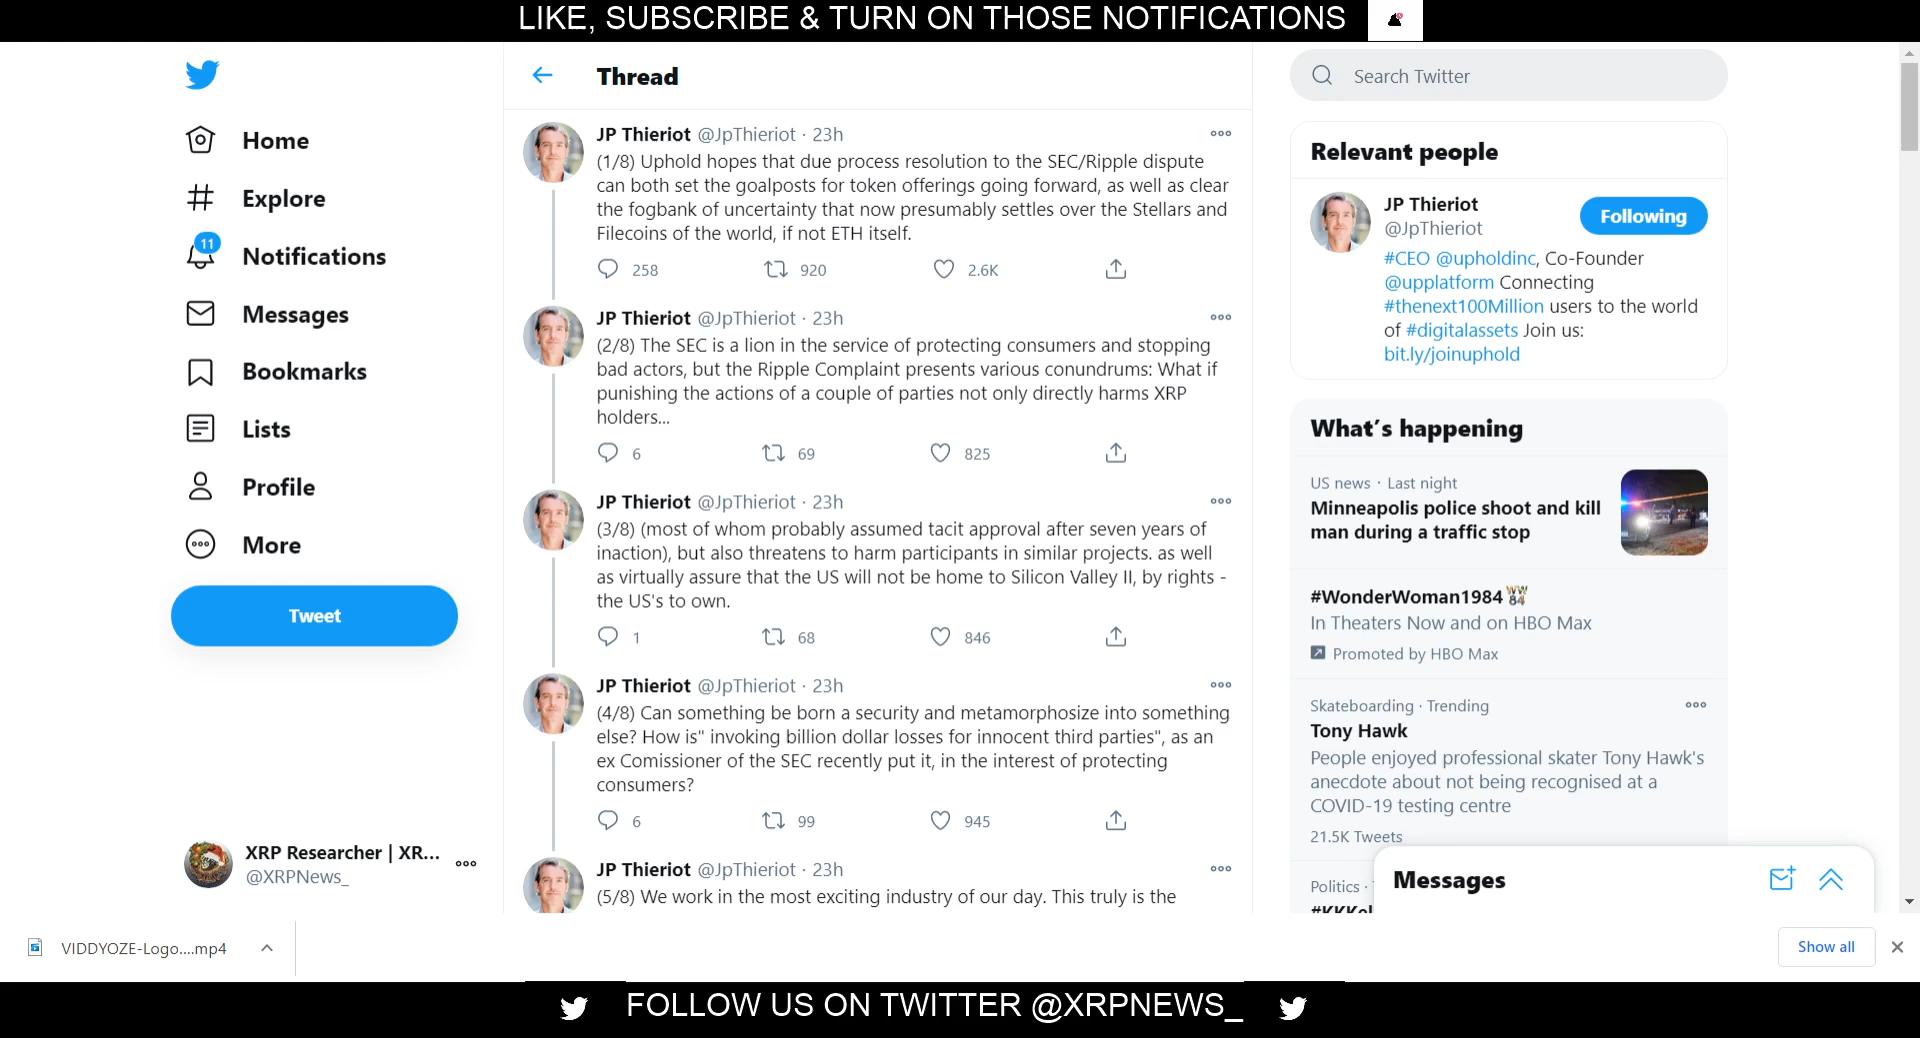 LIKE, SUBSCRIBE & TURN ON THOSE NOTIFICATIONS
Home
Explore
11
Notifications
Messages
Bookmarks
Lists
Profile
More
Tweet
XRP Researcher | XR...
@XRPNews_
Thread
JP Thieriot @JpThieriot · 23h
(1/8) Uphold hopes that due process resolution to the SEC/Ripple dispute
can both set the goalposts for token offerings going forward, as well as clear
the fogbank of uncertainty that now presumably settles over the Stellars and
Filecoins of the world, if not ETH itself.
258 920 2.6K
JP Thieriot @JpThieriot · 23h
(2/8) The SEC is a lion in the service of protecting consumers and stopping
bad actors, but the Ripple Complaint presents various conundrums: What if
punishing the actions of a couple of parties not only directly harms XRP
holders...
6 69 825
JP Thieriot @JpThieriot · 23h
(3/8) (most of whom probably assumed tacit approval after seven years of
inaction), but also threatens to harm participants in similar projects. as well
as virtually assure that the US will not be home to Silicon Valley II, by rights -
the US's to own.
1 68 846
JP Thieriot @JpThieriot · 23h
(4/8) Can something be born a security and metamorphosize into something
else? How is" invoking billion dollar losses for innocent third parties", as an
ex Comissioner of the SEC recently put it, in the interest of protecting
consumers?
6 99 945
JP Thieriot @JpThieriot · 23h
(5/8) We work in the most exciting industry of our day. This truly is the
Search Twitter
Relevant people
JP Thieriot
@JpThieriot
Following
#CEO @upholdinc, Co-Founder
@upplatform Connecting
#thenext100Million users to the world
of #digitalassets Join us:
bit.ly/joinuphold
What's happening
US news · Last night
Minneapolis police shoot and kill
man during a traffic stop
#WonderWoman1984
In Theaters Now and on HBO Max
Promoted by HBO Max
Skateboarding · Trending
Tony Hawk
People enjoyed professional skater Tony Hawk's
anecdote about not being recognised at a
COVID-19 testing centre
21.5K Tweets
Politics ·
Messages
VIDDYOZE-Logo....mp4
Show all
FOLLOW US ON TWITTER @XRPNEWS_